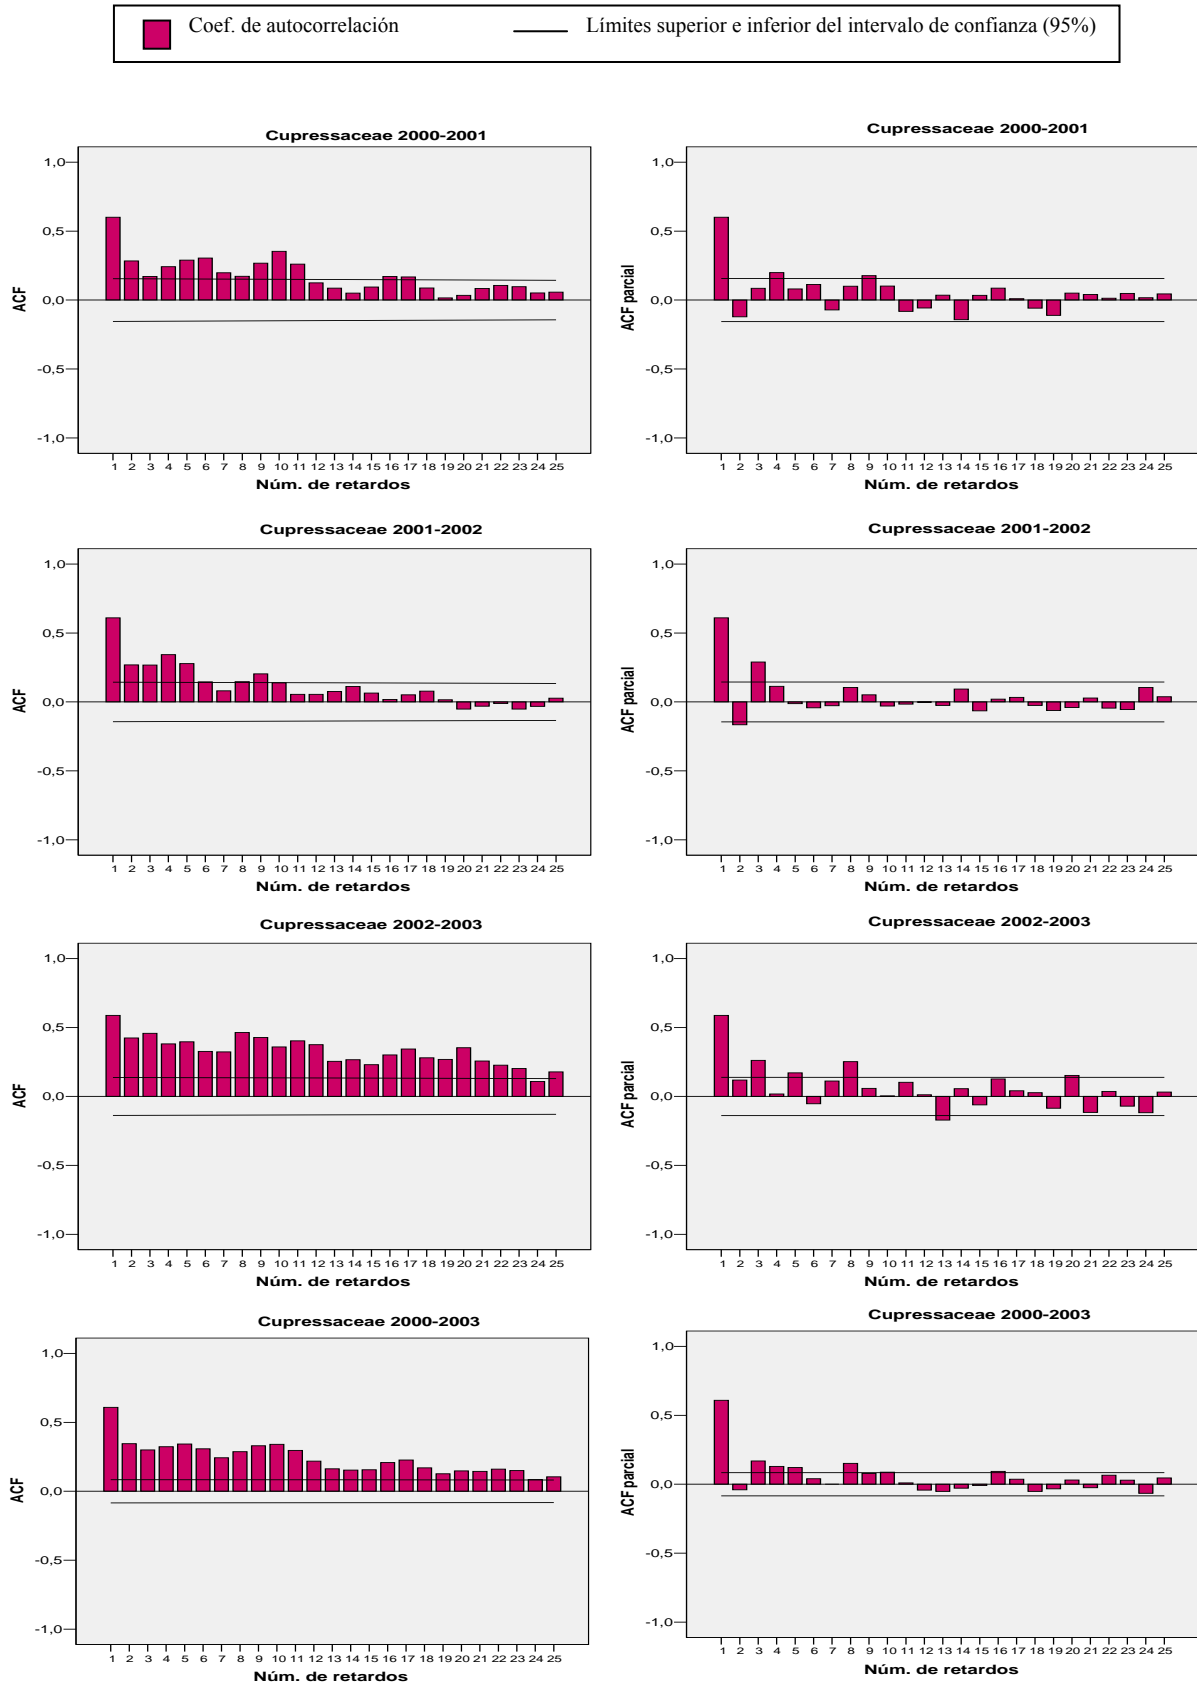 Coef. de autocorrelación
Límites superior e inferior del intervalo de confianza (95%)
Cupressaceae 2000-2001
1,0
0,5
0,0
-0,5
-1,0
ACF
1 2 3 4 5 6 7 8 9 10 11 12 13 14 15 16 17 18 19 20 21 22 23 24 25
Núm. de retardos
Cupressaceae 2000-2001
1,0
0,5
0,0
-0,5
-1,0
ACF parcial
1 2 3 4 5 6 7 8 9 10 11 12 13 14 15 16 17 18 19 20 21 22 23 24 25
Núm. de retardos
Cupressaceae 2001-2002
1,0
0,5
0,0
-0,5
-1,0
ACF
1 2 3 4 5 6 7 8 9 10 11 12 13 14 15 16 17 18 19 20 21 22 23 24 25
Núm. de retardos
Cupressaceae 2001-2002
1,0
0,5
0,0
-0,5
-1,0
ACF parcial
1 2 3 4 5 6 7 8 9 10 11 12 13 14 15 16 17 18 19 20 21 22 23 24 25
Núm. de retardos
Cupressaceae 2002-2003
1,0
0,5
0,0
-0,5
-1,0
ACF
1 2 3 4 5 6 7 8 9 10 11 12 13 14 15 16 17 18 19 20 21 22 23 24 25
Núm. de retardos
Cupressaceae 2002-2003
1,0
0,5
0,0
-0,5
-1,0
ACF parcial
1 2 3 4 5 6 7 8 9 10 11 12 13 14 15 16 17 18 19 20 21 22 23 24 25
Núm. de retardos
Cupressaceae 2000-2003
1,0
0,5
0,0
-0,5
-1,0
ACF
1 2 3 4 5 6 7 8 9 10 11 12 13 14 15 16 17 18 19 20 21 22 23 24 25
Núm. de retardos
Cupressaceae 2000-2003
1,0
0,5
0,0
-0,5
-1,0
ACF parcial
1 2 3 4 5 6 7 8 9 10 11 12 13 14 15 16 17 18 19 20 21 22 23 24 25
Núm. de retardos